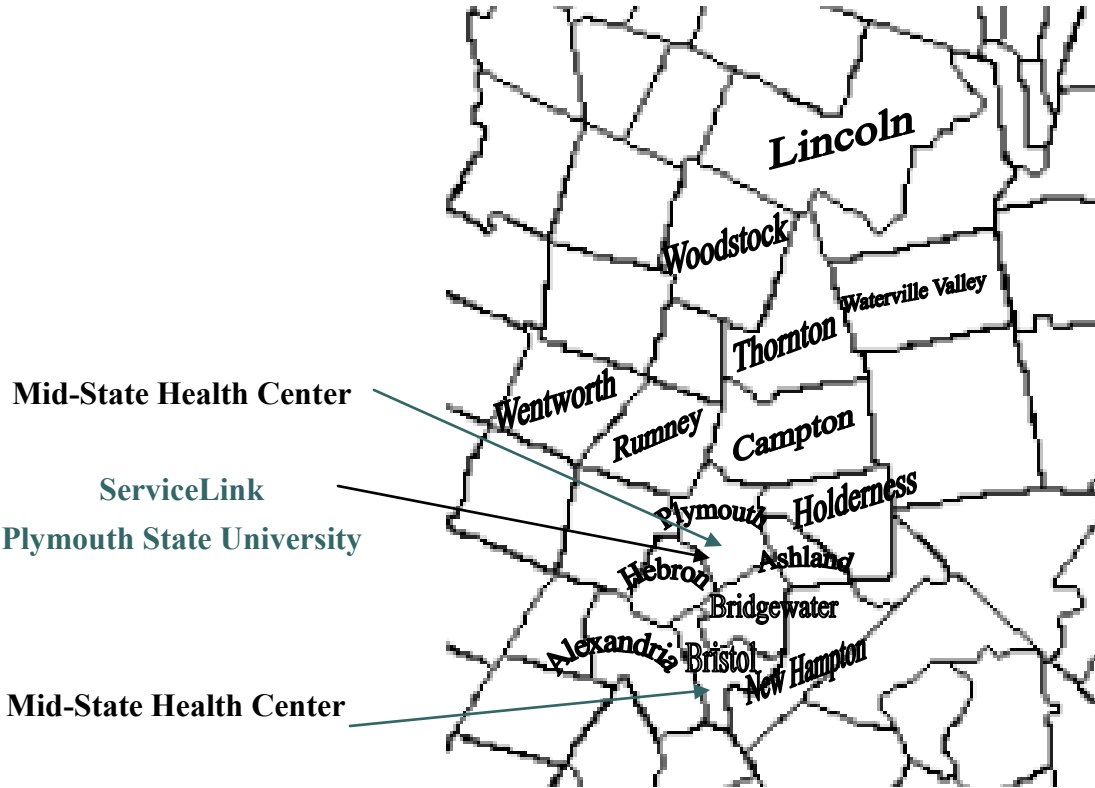 Lincoln
Woodstock
Waterville Valley
Thornton
Mid-State Health Center
Wentworth
Rumney
Campton
ServiceLink
Plymouth State University
Plymouth
Holderness
Hebron
Ashland
Bridgewater
Alexandria
Bristol
New Hampton
Mid-State Health Center